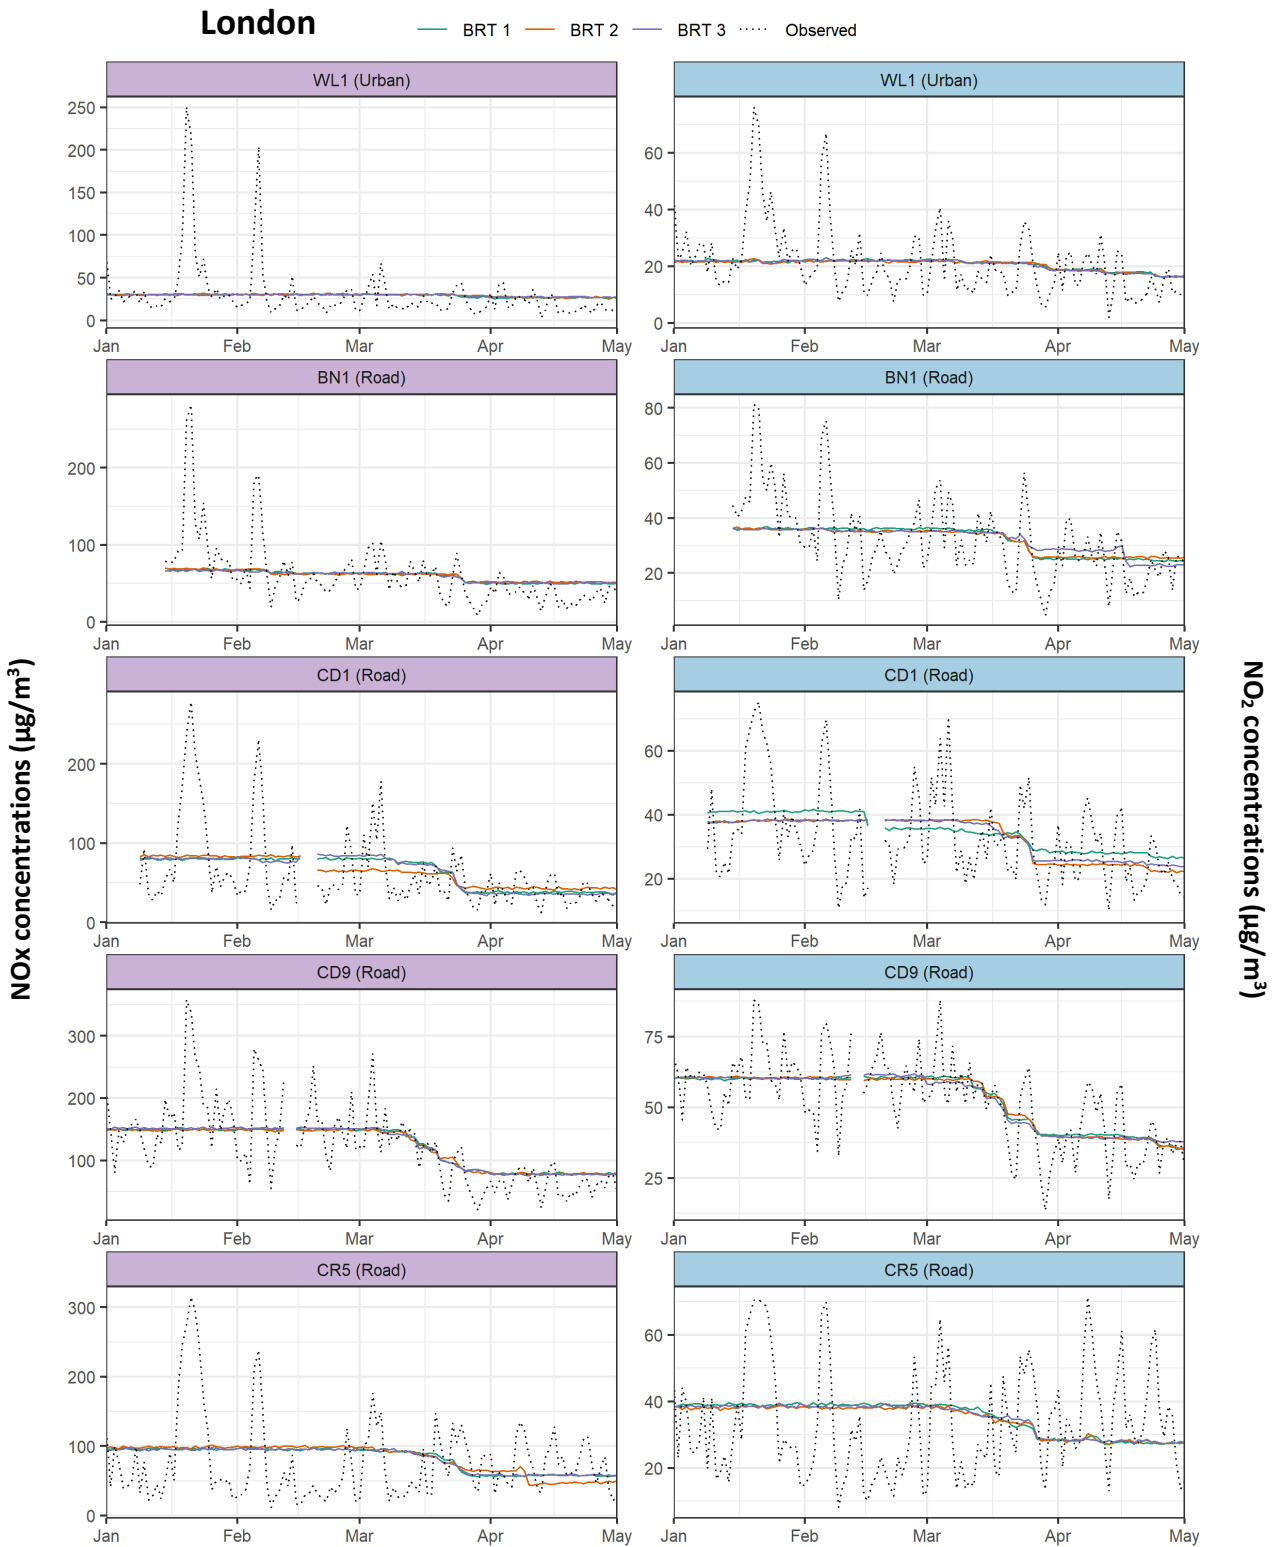 London
BRT 1 BRT 2 BRT 3 Observed
WL1 (Urban) WL1 (Urban)
250
200
150
100
50
0
60
40
20
0
Jan Feb Mar Apr May Jan Feb Mar Apr May
BN1 (Road) BN1 (Road)
200
100
0
80
60
40
20
Jan Feb Mar Apr May Jan Feb Mar Apr May
CD1 (Road) CD1 (Road)
200
100
0
60
40
20
Jan Feb Mar Apr May Jan Feb Mar Apr May
CD9 (Road) CD9 (Road)
300
200
100
75
50
25
Jan Feb Mar Apr May Jan Feb Mar Apr May
CR5 (Road) CR5 (Road)
300
200
100
0
60
40
20
Jan Feb Mar Apr May Jan Feb Mar Apr May
NOx concentrations (µg/m³)
NO₂ concentrations (µg/m³)